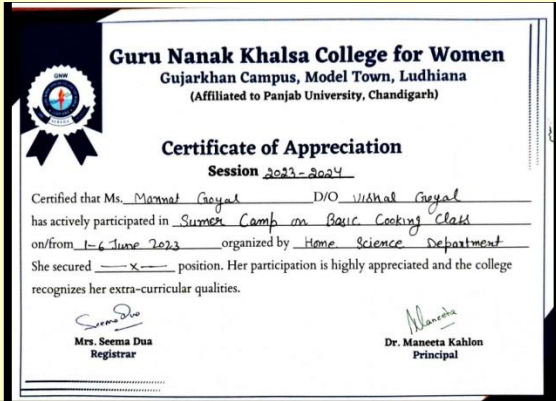 GNW
Guru Nanak Khalsa College for Women
Gujarkhan Campus, Model Town, Ludhiana
(Affiliated to Panjab University, Chandigarh)
Certificate of Appreciation
Session 2023-2024
Certified that Ms. Mannat Goyal D/O Vishal Goyal
has actively participated in Sumer Camp on Basic Cooking Class
on/from 1-6 June 2023 organized by Home Science Department
She secured —x— position. Her participation is highly appreciated and the college
recognizes her extra-curricular qualities.
Seema Dua
Maneeta
Mrs. Seema Dua
Registrar
Dr. Maneeta Kahlon
Principal